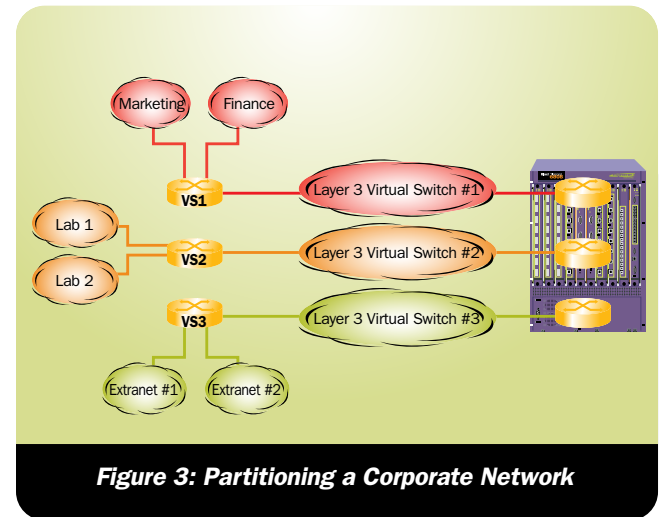 Marketing
Finance
VS1
Layer 3 Virtual Switch #1
Lab 1
Lab 2
VS2
Layer 3 Virtual Switch #2
VS3
Layer 3 Virtual Switch #3
Extranet #1
Extranet #2
Figure 3: Partitioning a Corporate Network